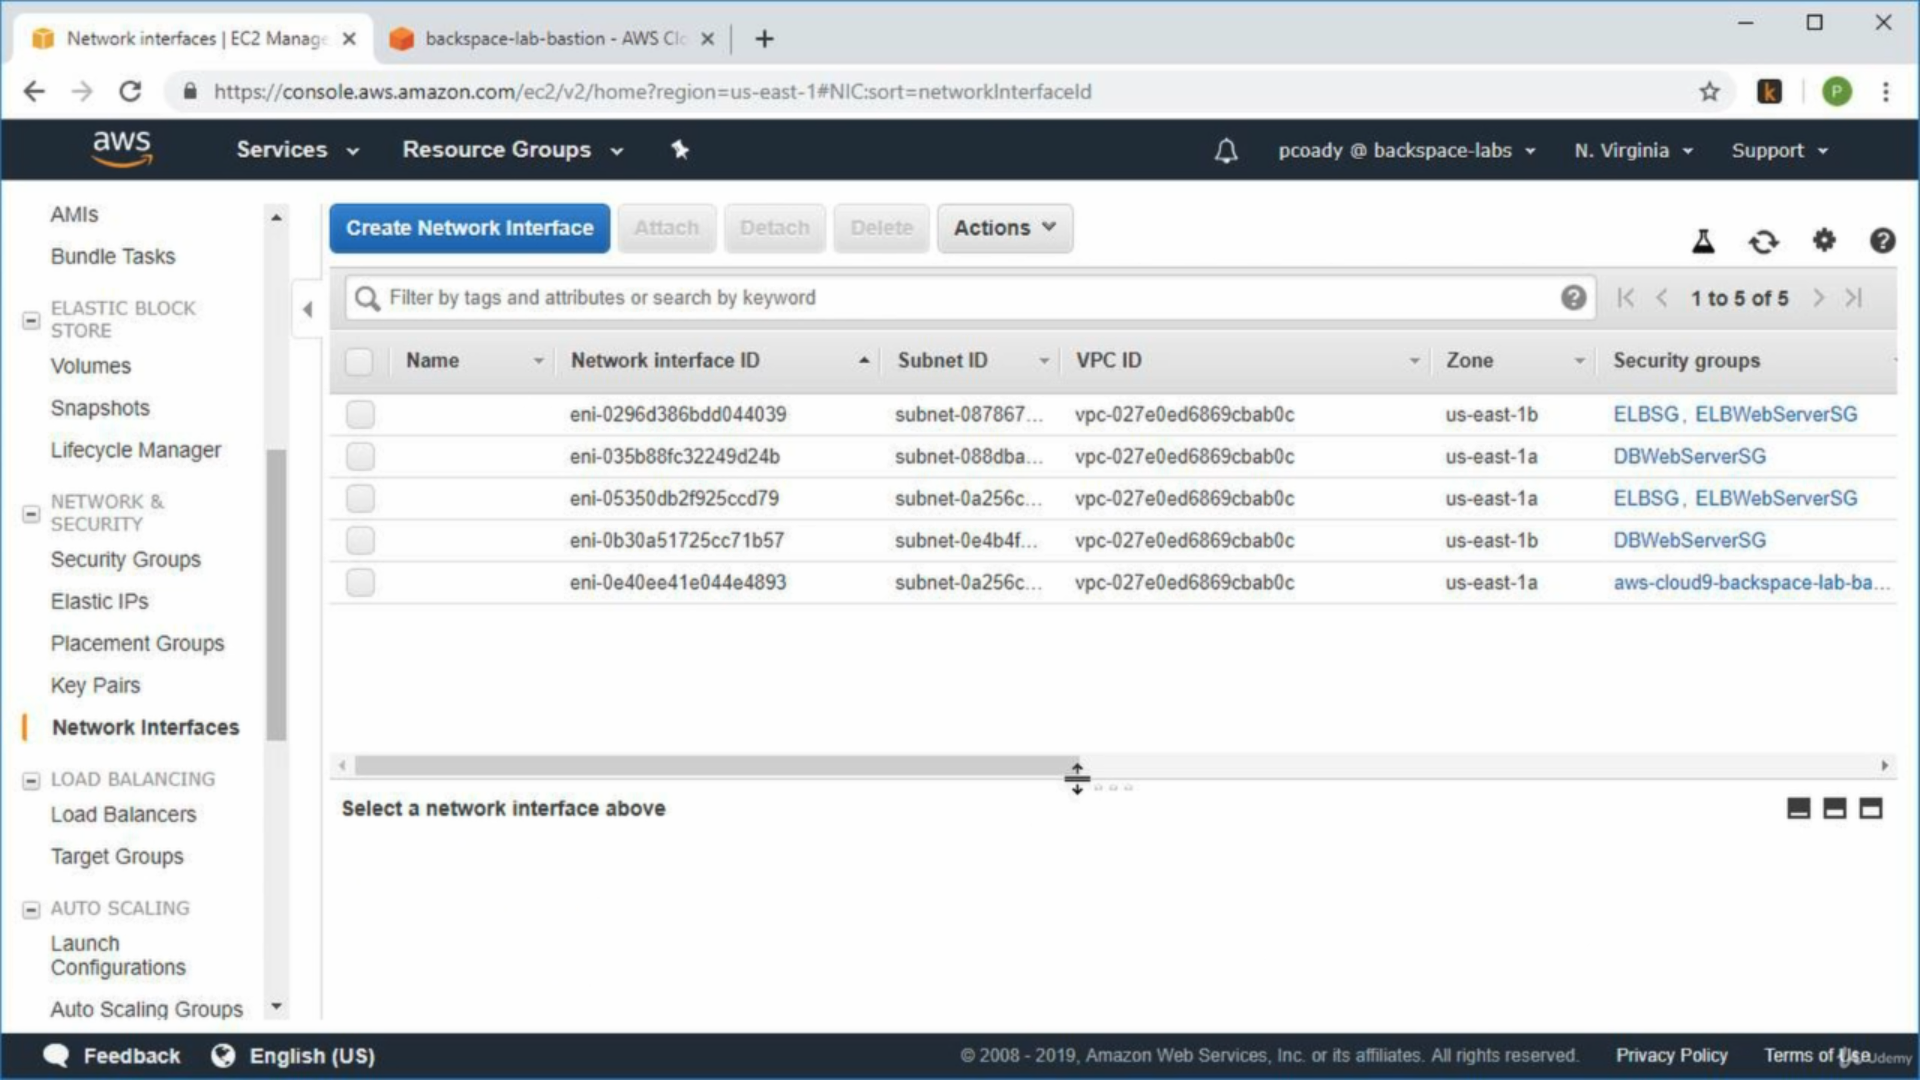 Network interfaces | EC2 Manage
backspace-lab-bastion - AWS Clo
https://console.aws.amazon.com/ec2/v2/home?region=us-east-1#NIC:sort=networkInterfaceId
k
P
aws
Services
Resource Groups
pcoady @ backspace-labs
N. Virginia
Support
AMIs
Bundle Tasks
ELASTIC BLOCK
STORE
Volumes
Snapshots
Lifecycle Manager
NETWORK &
SECURITY
Security Groups
Elastic IPs
Placement Groups
Key Pairs
Network Interfaces
LOAD BALANCING
Load Balancers
Target Groups
AUTO SCALING
Launch
Configurations
Auto Scaling Groups
Create Network Interface Attach Detach Delete Actions
Filter by tags and attributes or search by keyword
1 to 5 of 5
Name Network interface ID Subnet ID VPC ID Zone Security groups
eni-0296d386bdd044039 subnet-087867... vpc-027e0ed6869cbab0c us-east-1b ELBSG, ELBWebServerSG
eni-035b88fc32249d24b subnet-088dba... vpc-027e0ed6869cbab0c us-east-1a DBWebServerSG
eni-05350db2f925ccd79 subnet-0a256c... vpc-027e0ed6869cbab0c us-east-1a ELBSG, ELBWebServerSG
eni-0b30a51725cc71b57 subnet-0e4b4f... vpc-027e0ed6869cbab0c us-east-1b DBWebServerSG
eni-0e40ee41e044e4893 subnet-0a256c... vpc-027e0ed6869cbab0c us-east-1a aws-cloud9-backspace-lab-ba...
Select a network interface above
Feedback
English (US)
© 2008 - 2019, Amazon Web Services, Inc. or its affiliates. All rights reserved.
Privacy Policy
Terms of Use
Udemy